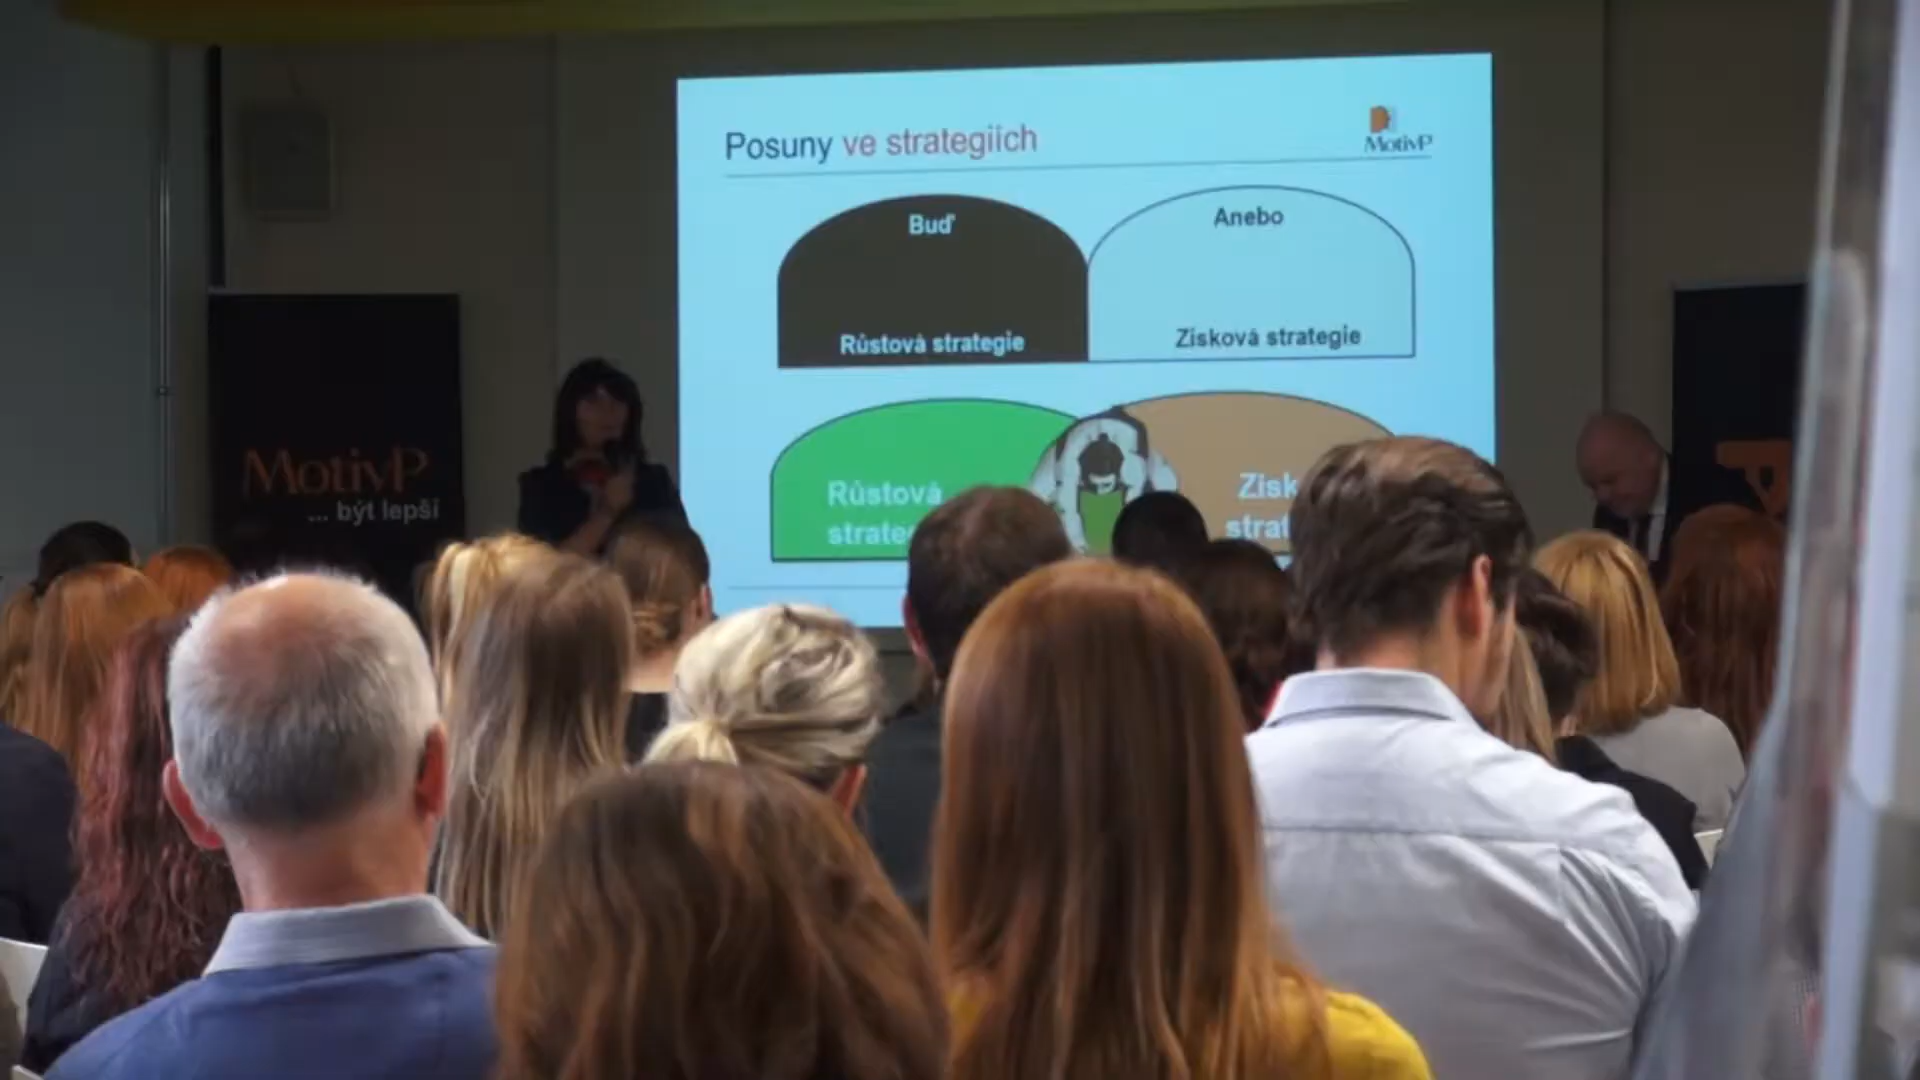 Posuny ve strategiích
MotivP
Buď
Anebo
Růstová strategie
Zisková strategie
Růstová
MotivP
... být lepší